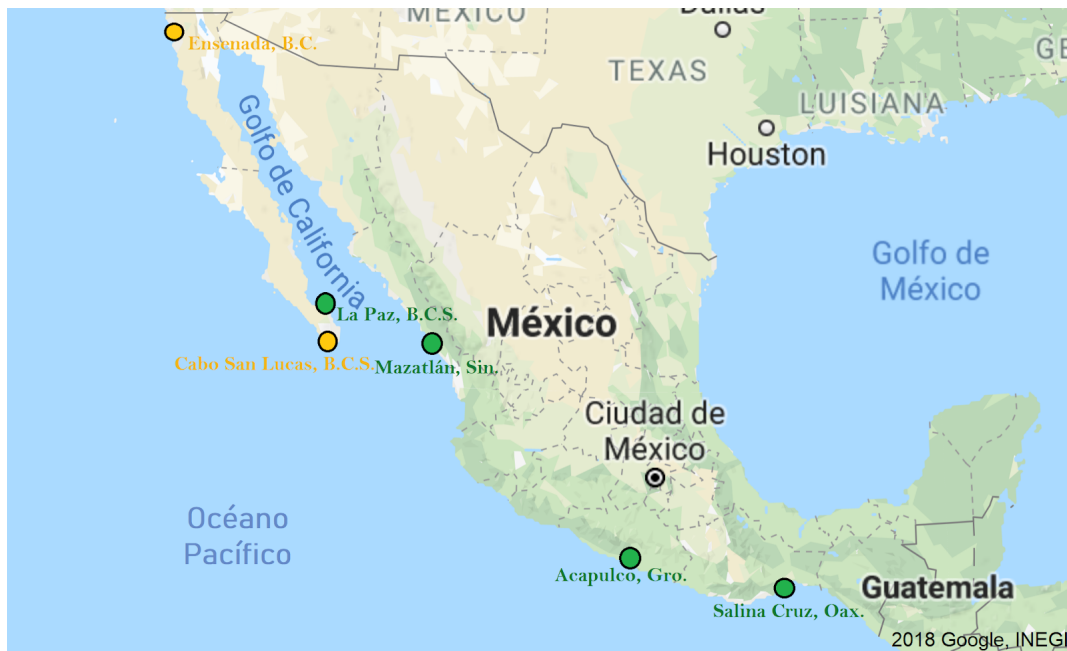 MÉXICO
Dallas
Ensenada, B.C.
TEXAS
LUISIANA
Houston
Golfo de California
Golfo de
México
La Paz, B.C.S.
México
Cabo San Lucas, B.C.S.
Mazatlán, Sin.
Ciudad de
México
Océano
Pacífico
Acapulco, Gro.
Guatemala
Salina Cruz, Oax.
2018 Google, INEGI